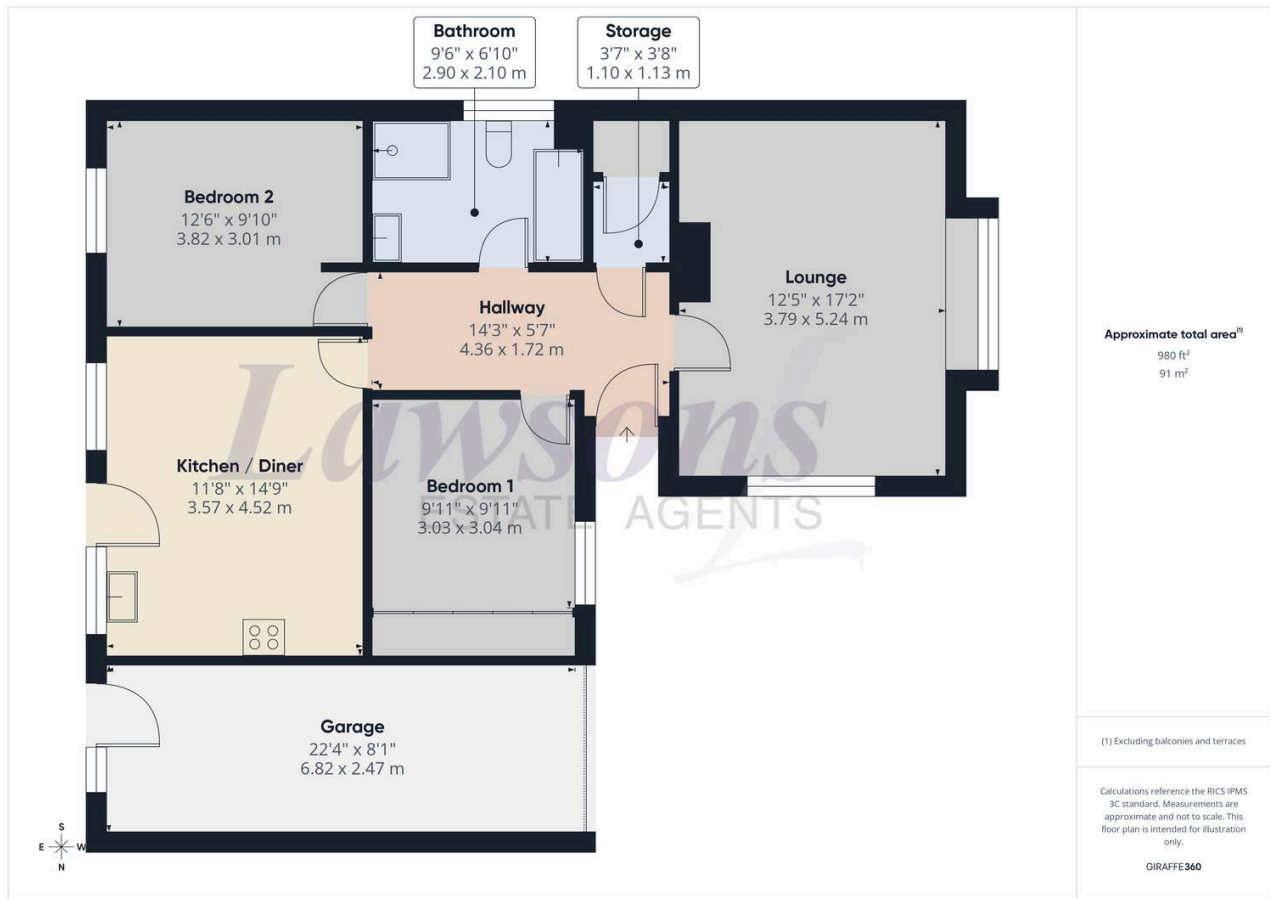 Bathroom
9'6" x 6'10"
2.90 x 2.10 m
Storage
3'7" x 3'8"
1.10 x 1.13 m
Bedroom 2
12'6" x 9'10"
3.82 x 3.01 m
Lounge
12'5" x 17'2"
3.79 x 5.24 m
Hallway
14'3" x 5'7"
4.36 x 1.72 m
Kitchen / Diner
11'8" x 14'9"
3.57 x 4.52 m
Bedroom 1
9'11" x 9'11"
3.03 x 3.04 m
Lawsons
ESTATE AGENTS
Garage
22'4" x 8'1"
6.82 x 2.47 m
S
E W
N
Approximate total area(1)
980 ft²
91 m²
(1) Excluding balconies and terraces
Calculations reference the RICS IPMS
3C standard. Measurements are
approximate and not to scale. This
floor plan is intended for illustration
only.
GIRAFFE360